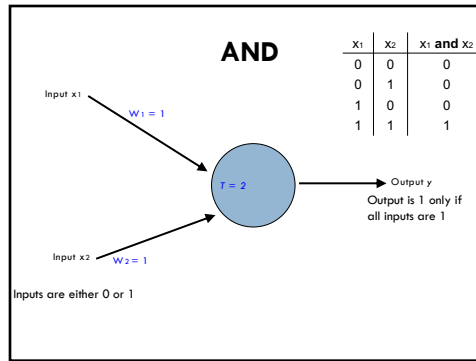 AND
x1 x2 x1 and x2
0 0 0
0 1 0
1 0 0
1 1 1
Input x1
W1 = 1
T = 2
Output y
Output is 1 only if
all inputs are 1
Input x2
W2 = 1
Inputs are either 0 or 1